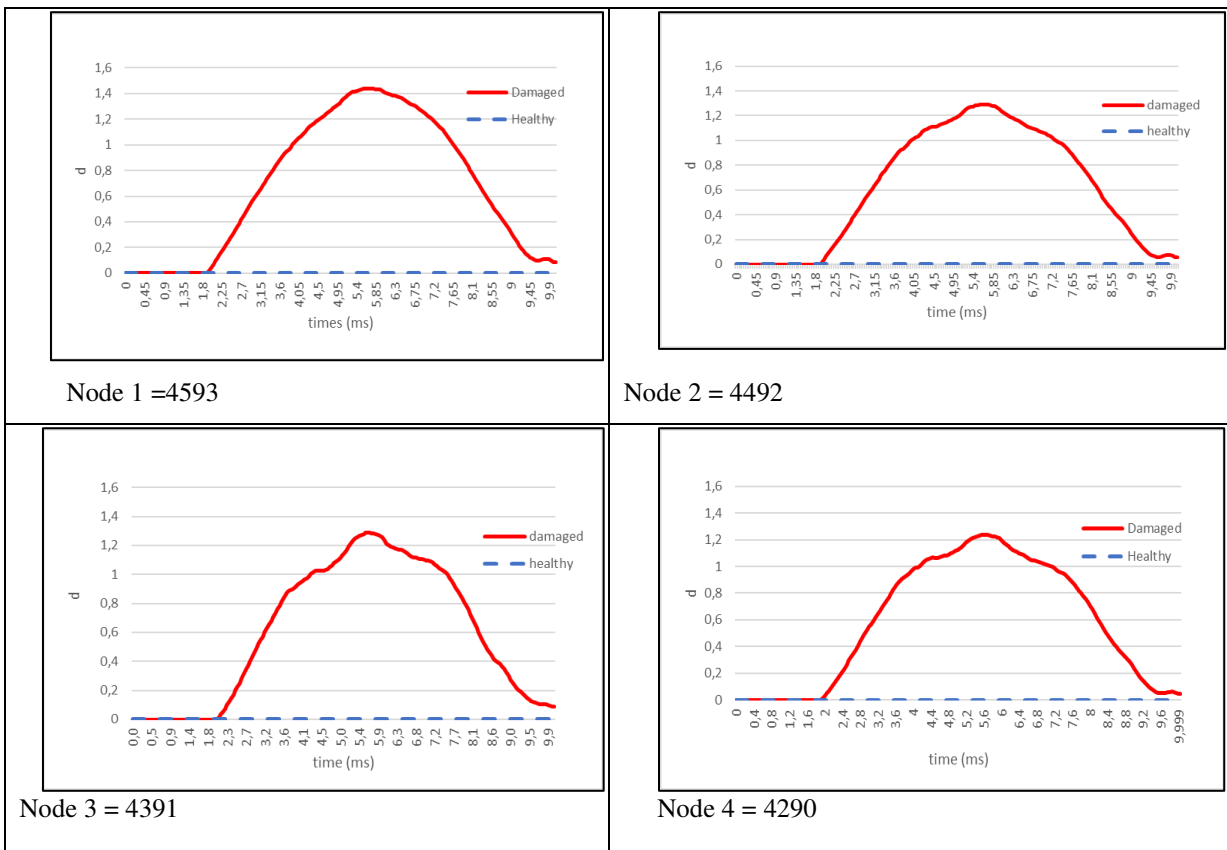 1,6
1,4
1,2
1
0,8
0,6
0,4
0,2
0
d
Damaged
Healthy
0 0,45 0,9 1,35 1,8 2,25 2,7 3,15 3,6 4,05 4,5 4,95 5,4 5,85 6,3 6,75 7,2 7,65 8,1 8,55 9 9,45 9,9
times (ms)
Node 1 =4593
1,6
1,4
1,2
1
0,8
0,6
0,4
0,2
0
d
damaged
healthy
0 0,45 0,9 1,35 1,8 2,25 2,7 3,15 3,6 4,05 4,5 4,95 5,4 5,85 6,3 6,75 7,2 7,65 8,1 8,55 9 9,45 9,9
time (ms)
Node 2 = 4492
1,6
1,4
1,2
1
0,8
0,6
0,4
0,2
0
d
damaged
healthy
0,0 0,5 0,9 1,4 1,8 2,3 2,7 3,2 3,6 4,1 4,5 5,0 5,4 5,9 6,3 6,8 7,2 7,7 8,1 8,6 9,0 9,5 9,9
time (ms)
Node 3 = 4391
1,6
1,4
1,2
1
0,8
0,6
0,4
0,2
0
d
Damaged
Healthy
0 0,4 0,8 1,2 1,6 2 2,4 2,8 3,2 3,6 4 4,4 4,8 5,2 5,6 6 6,4 6,8 7,2 7,6 8 8,4 8,8 9,2 9,6 9,999
time (ms)
Node 4 = 4290